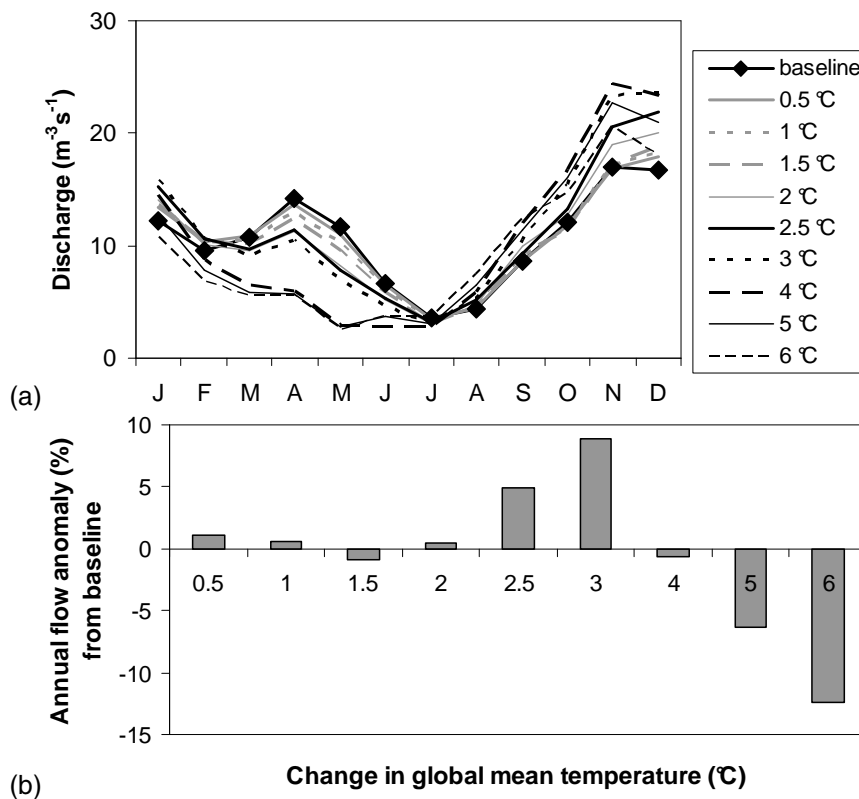 30
20
10
0
Discharge (m⁻³ s⁻¹)
J F M A M J J A S O N D
baseline
0.5 °C
1 °C
1.5 °C
2 °C
2.5 °C
3 °C
4 °C
5 °C
6 °C
(a)
10
5
0
-5
-10
-15
Annual flow anomaly (%)
from baseline
0.5 1 1.5 2 2.5 3 4 5 6
Change in global mean temperature (°C)
(b)